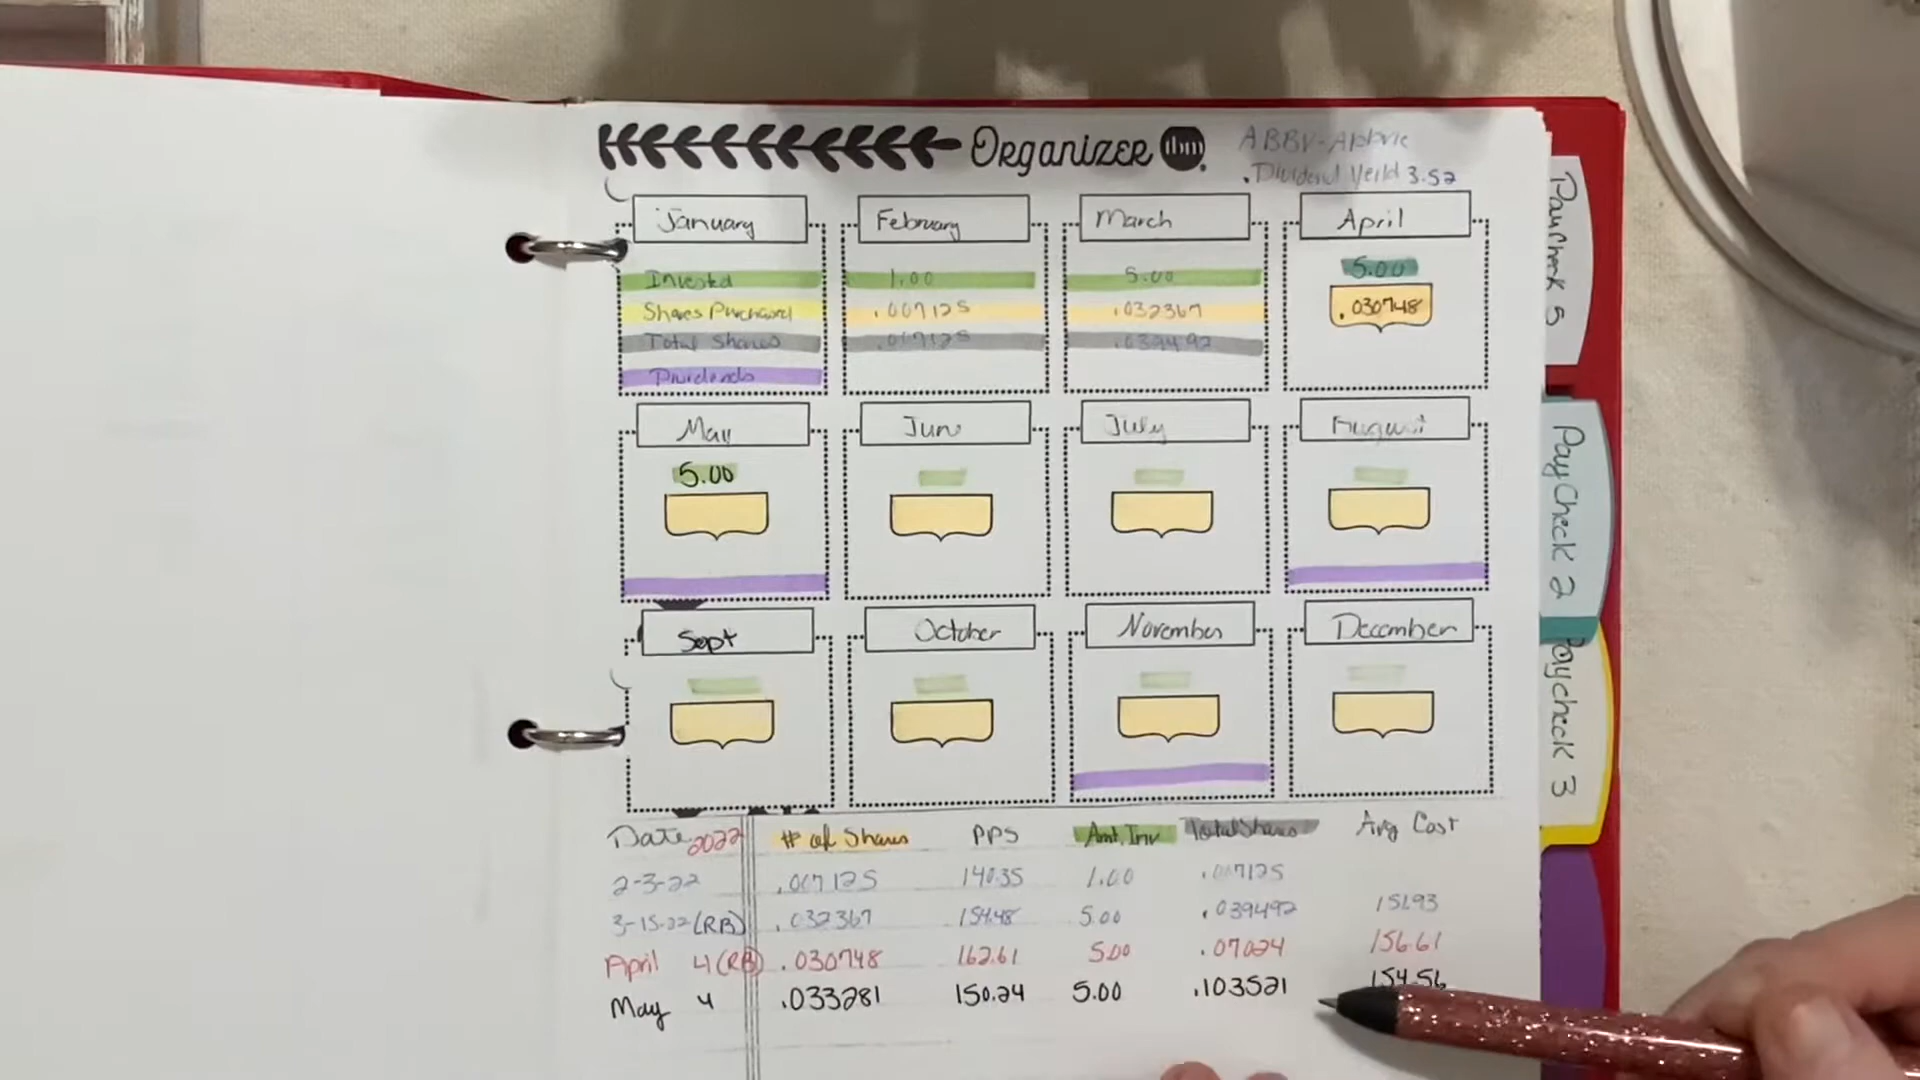 Organizer ibm
ABBV-Abbvie
. Dividend Yeild 3.52
January
February
March
April
Invested
1.00
5.00
5.00
Shares Purchased
.007125
.032367
.030748
Total Shares
.007125
.039492
Dividends
May
June
July
August
5.00
Sept
October
November
December
Date 2022
# of Shares
PPS
Amt. Inv
Total Shares
Avg Cost
2-3-22
.007125
140.35
1.00
.007125
3-15-22 (RB)
.032367
154.48
5.00
.039492
151.93
April 4 (RB)
.030748
162.61
5.00
.07024
156.61
May 4
.033281
150.24
5.00
.103521
154.56
Paycheck 2
Paycheck 3